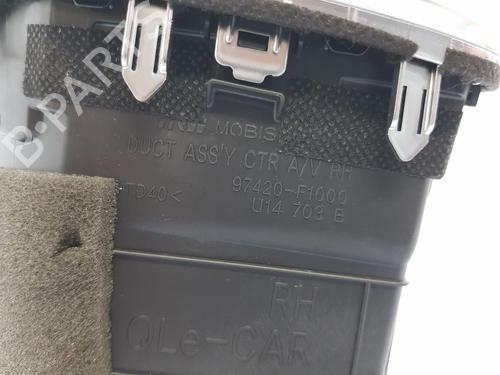 B-PARTS
MOBIS
DUCT ASS'Y CTR A/V RH
97420-F1000
TD40<
U14 703 B
RH
QLe-CAR